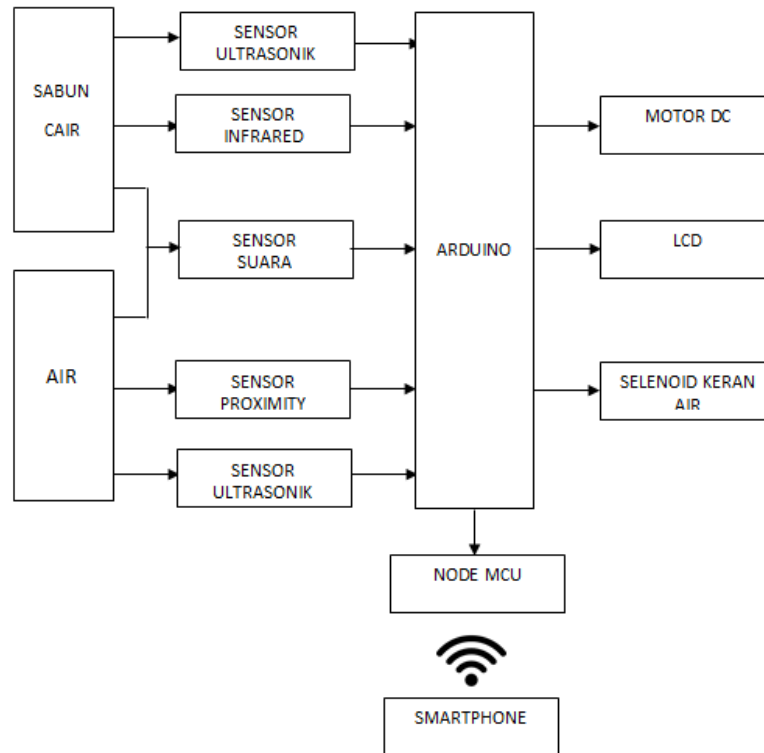 SABUN
CAIR
AIR
SENSOR
ULTRASONIK
SENSOR
INFRARED
SENSOR
SUARA
SENSOR
PROXIMITY
SENSOR
ULTRASONIK
ARDUINO
MOTOR DC
LCD
SELENOID KERAN
AIR
NODE MCU
SMARTPHONE